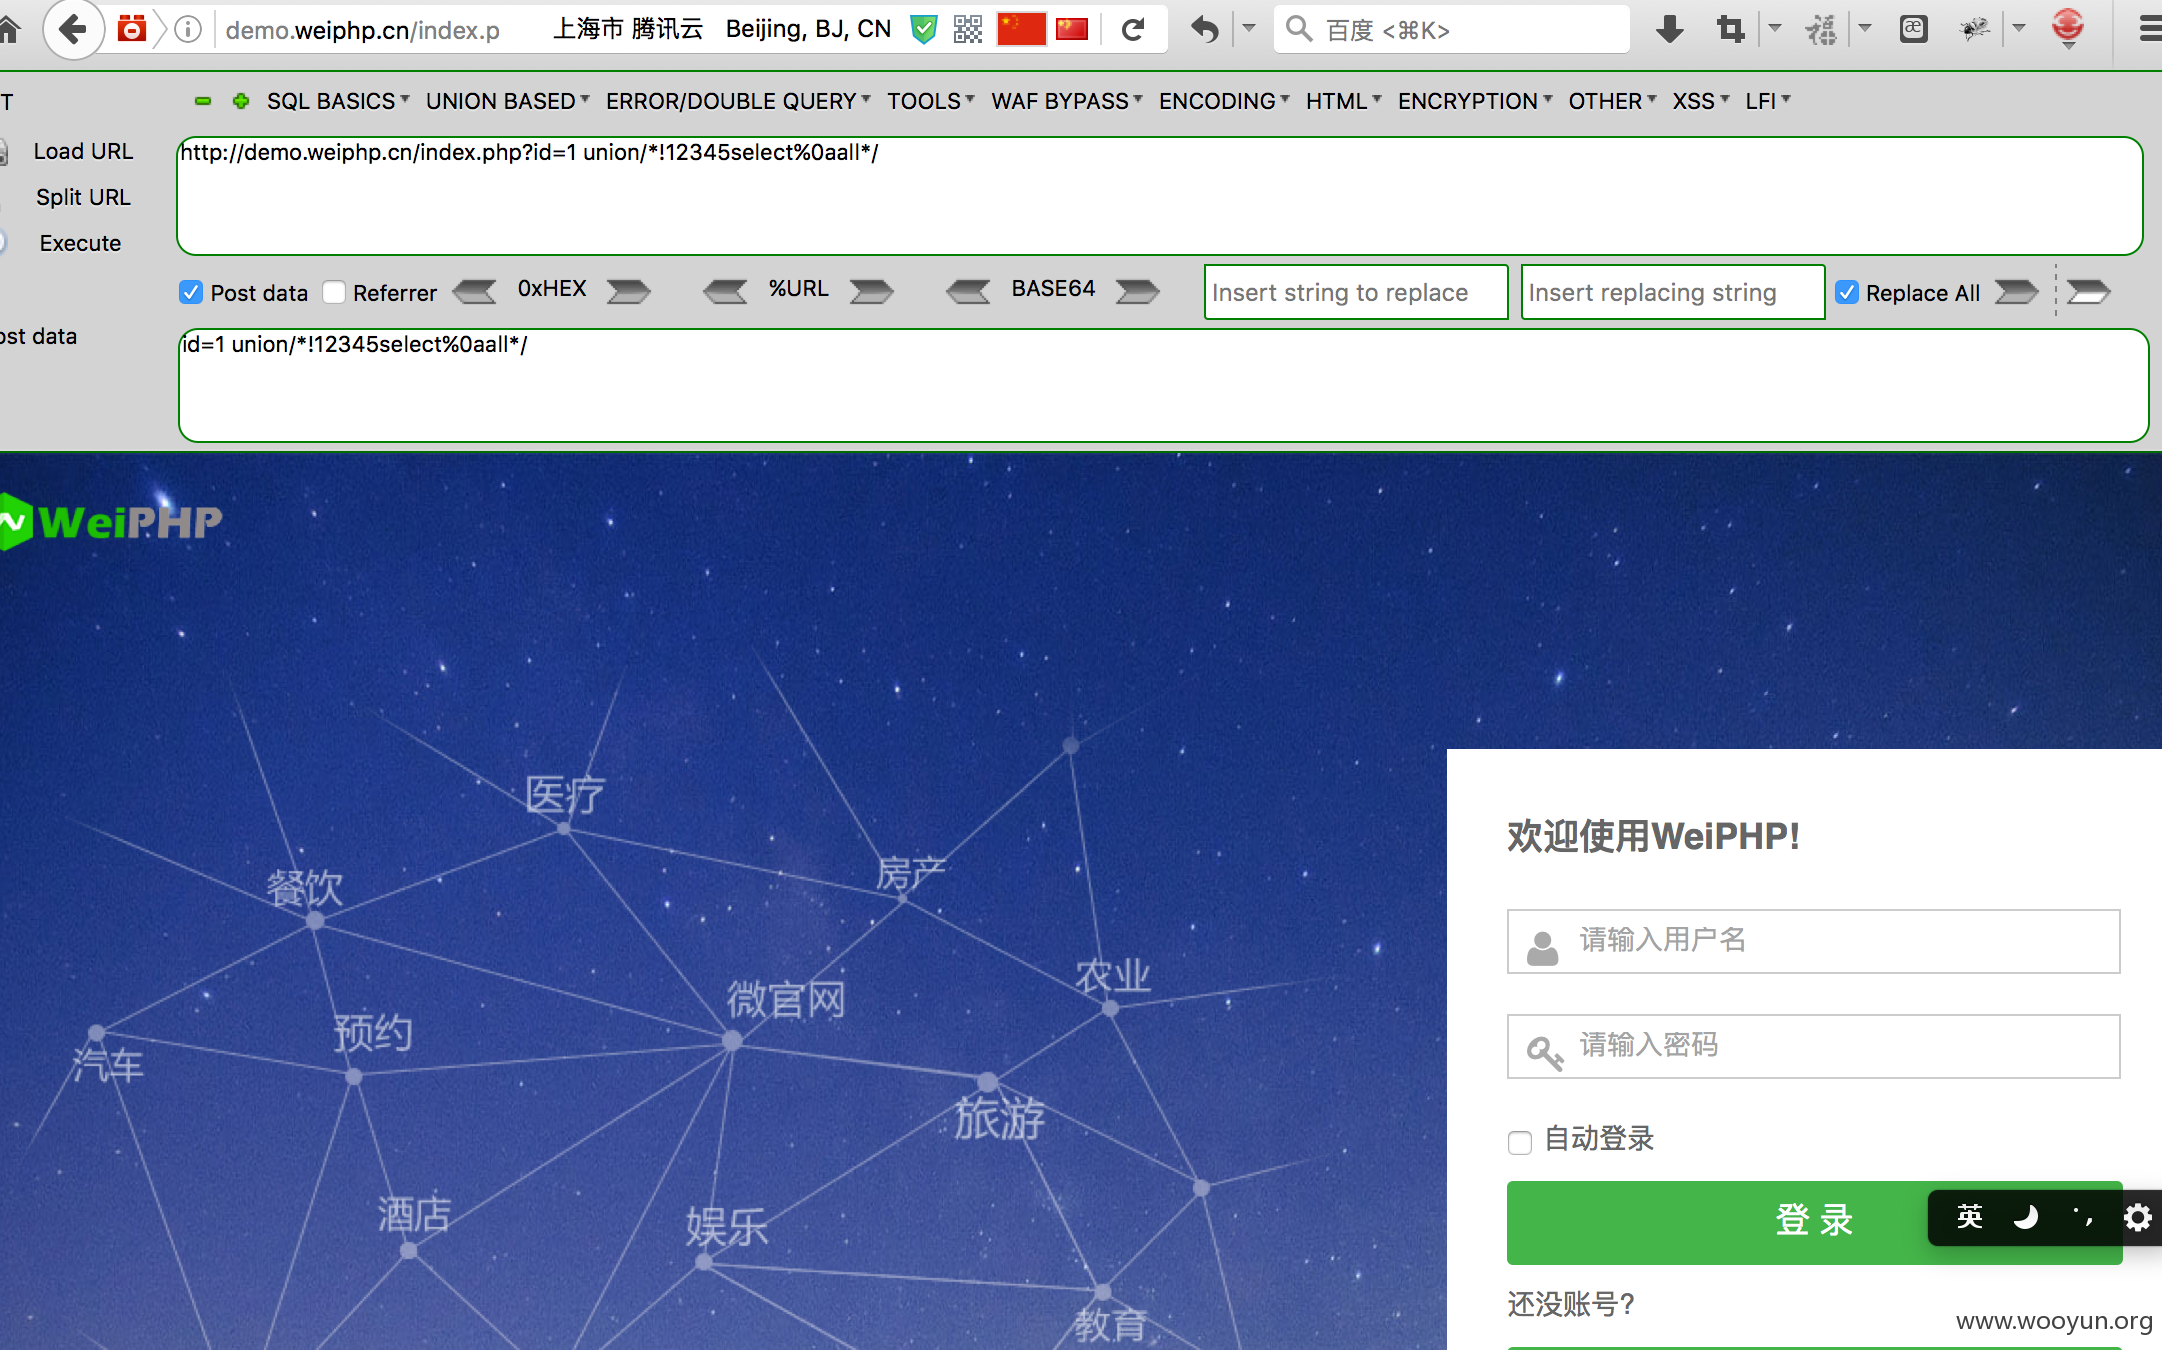 demo.weiphp.cn/index.p 上海市 腾讯云 Beijing, BJ, CN 百度 <⌘K>
T SQL BASICS UNION BASED ERROR/DOUBLE QUERY TOOLS WAF BYPASS ENCODING HTML ENCRYPTION OTHER XSS LFI
Load URL http://demo.weiphp.cn/index.php?id=1 union/*!12345select%0aall*/
Split URL
Execute
Post data Referrer 0xHEX %URL BASE64 Insert string to replace Insert replacing string Replace All
ost data id=1 union/*!12345select%0aall*/
WeiPHP
医疗
欢迎使用WeiPHP!
房产
餐饮
请输入用户名
农业
微官网
预约
请输入密码
汽车
旅游
自动登录
酒店
登录
英
娱乐
还没账号?
教育
www.wooyun.org